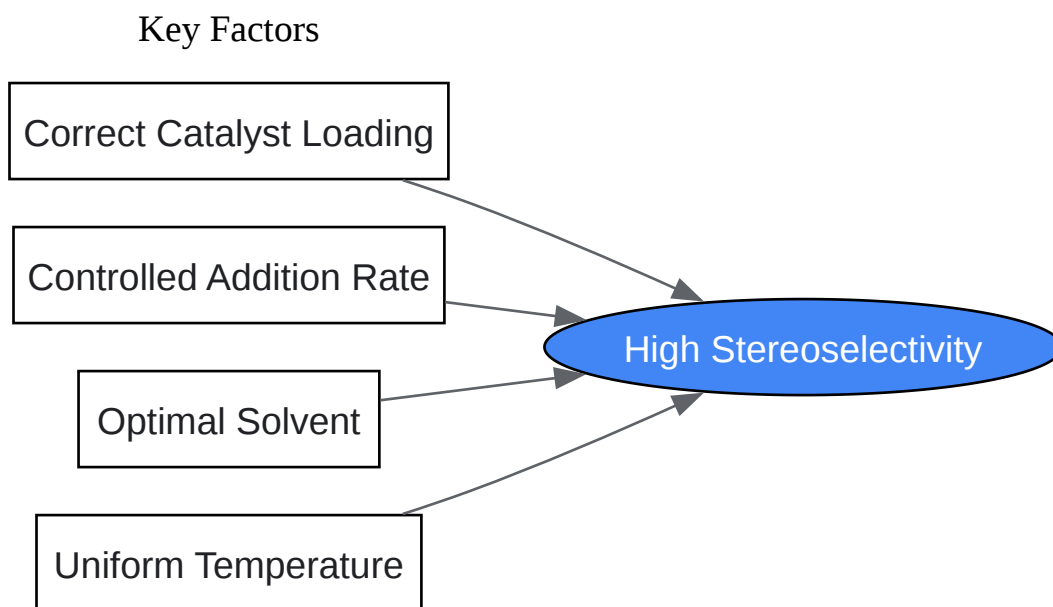 Key Factors
Correct Catalyst Loading
Controlled Addition Rate
High Stereoselectivity
Optimal Solvent
Uniform Temperature